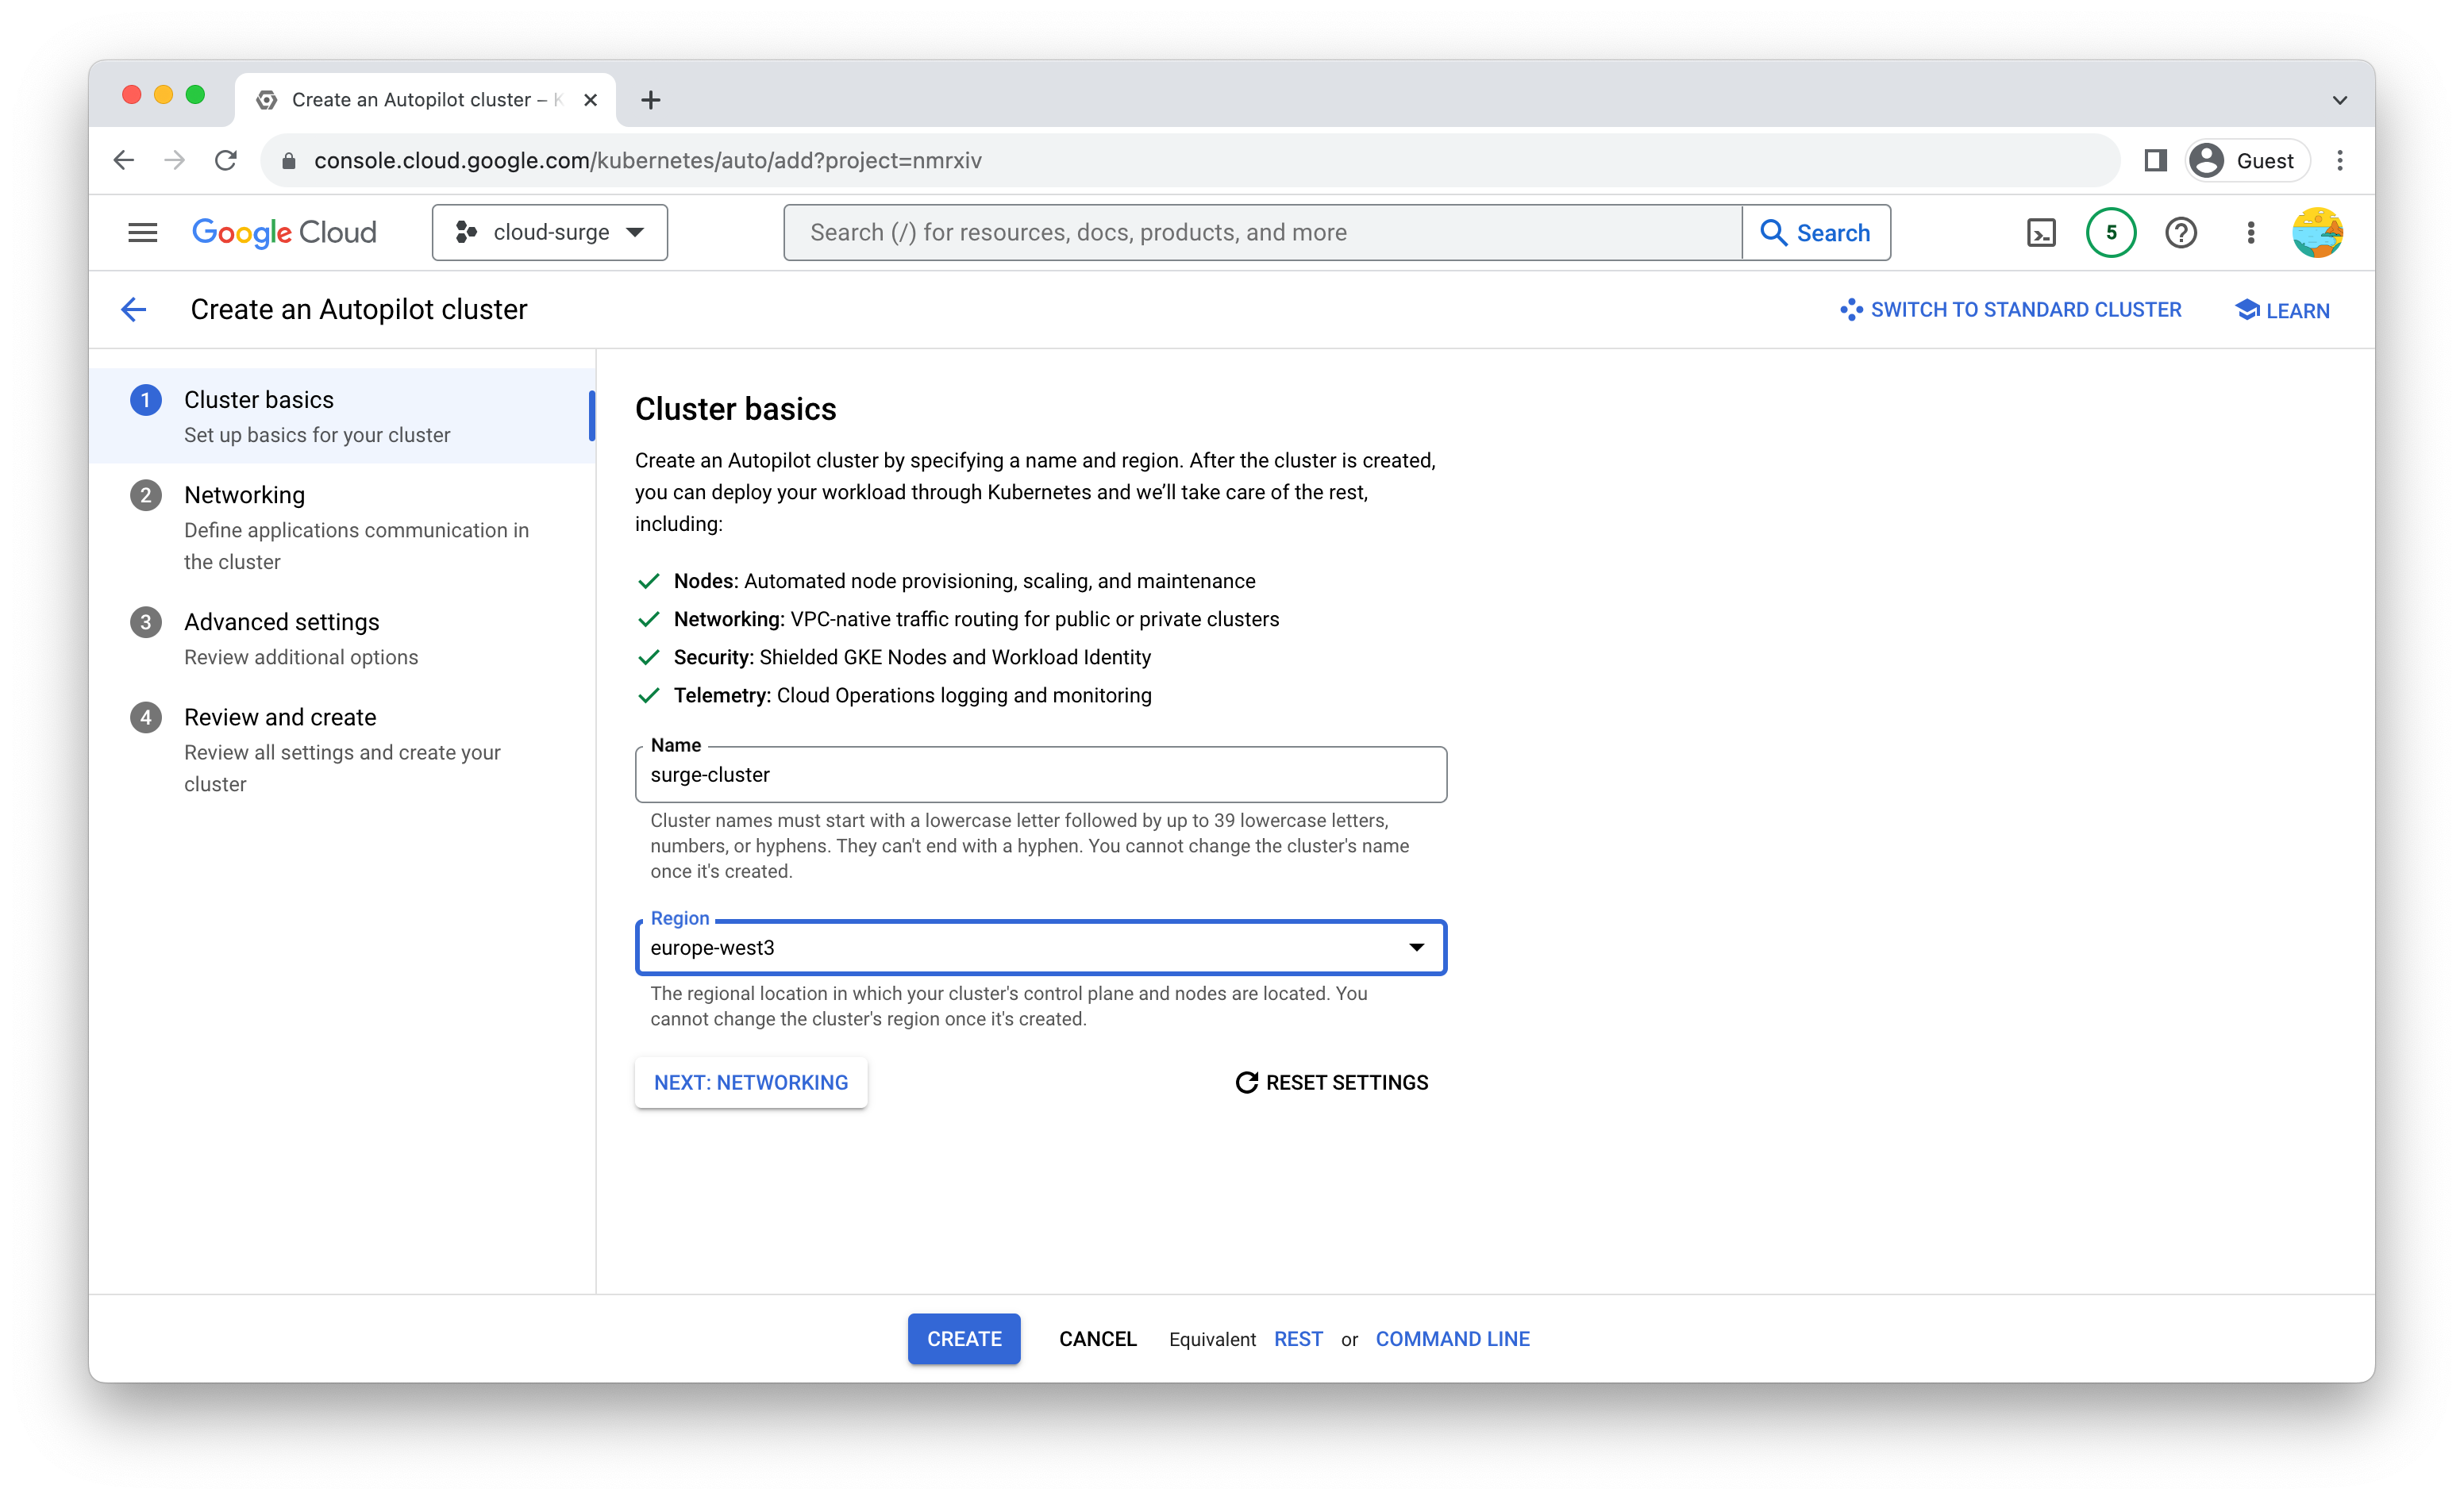 Create an Autopilot cluster –
console.cloud.google.com/kubernetes/auto/add?project=nmrxiv
Guest
Google Cloud
cloud-surge
Search (/) for resources, docs, products, and more
Search
5
Create an Autopilot cluster
SWITCH TO STANDARD CLUSTER
LEARN
1 Cluster basics
Set up basics for your cluster
2 Networking
Define applications communication in
the cluster
3 Advanced settings
Review additional options
4 Review and create
Review all settings and create your
cluster
Cluster basics
Create an Autopilot cluster by specifying a name and region. After the cluster is created,
you can deploy your workload through Kubernetes and we’ll take care of the rest,
including:
Nodes: Automated node provisioning, scaling, and maintenance
Networking: VPC-native traffic routing for public or private clusters
Security: Shielded GKE Nodes and Workload Identity
Telemetry: Cloud Operations logging and monitoring
Name
surge-cluster
Cluster names must start with a lowercase letter followed by up to 39 lowercase letters,
numbers, or hyphens. They can't end with a hyphen. You cannot change the cluster's name
once it's created.
Region
europe-west3
The regional location in which your cluster's control plane and nodes are located. You
cannot change the cluster's region once it's created.
NEXT: NETWORKING
RESET SETTINGS
CREATE
CANCEL
Equivalent REST or COMMAND LINE